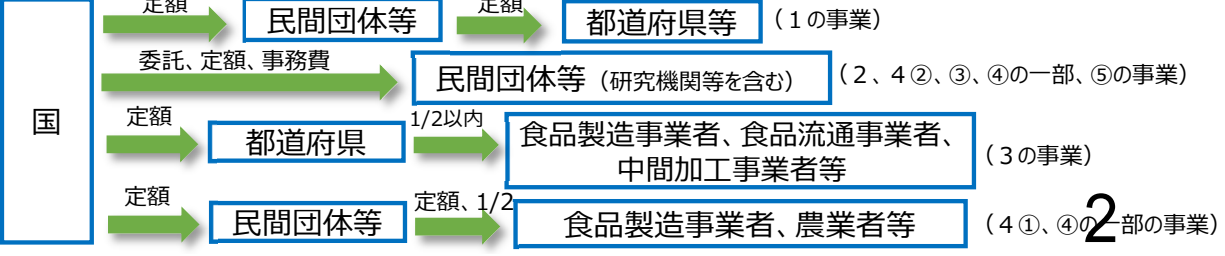 国
定額
民間団体等
定額
都道府県等
（１の事業）
委託、定額、事務費
民間団体等（研究機関等を含む）
（２、４②、③、④の一部、⑤の事業）
定額
都道府県
1/2以内
食品製造事業者、食品流通事業者、
中間加工事業者等
（３の事業）
定額
民間団体等
定額、1/2
食品製造事業者、農業者等
（４①、④の一部の事業）
2